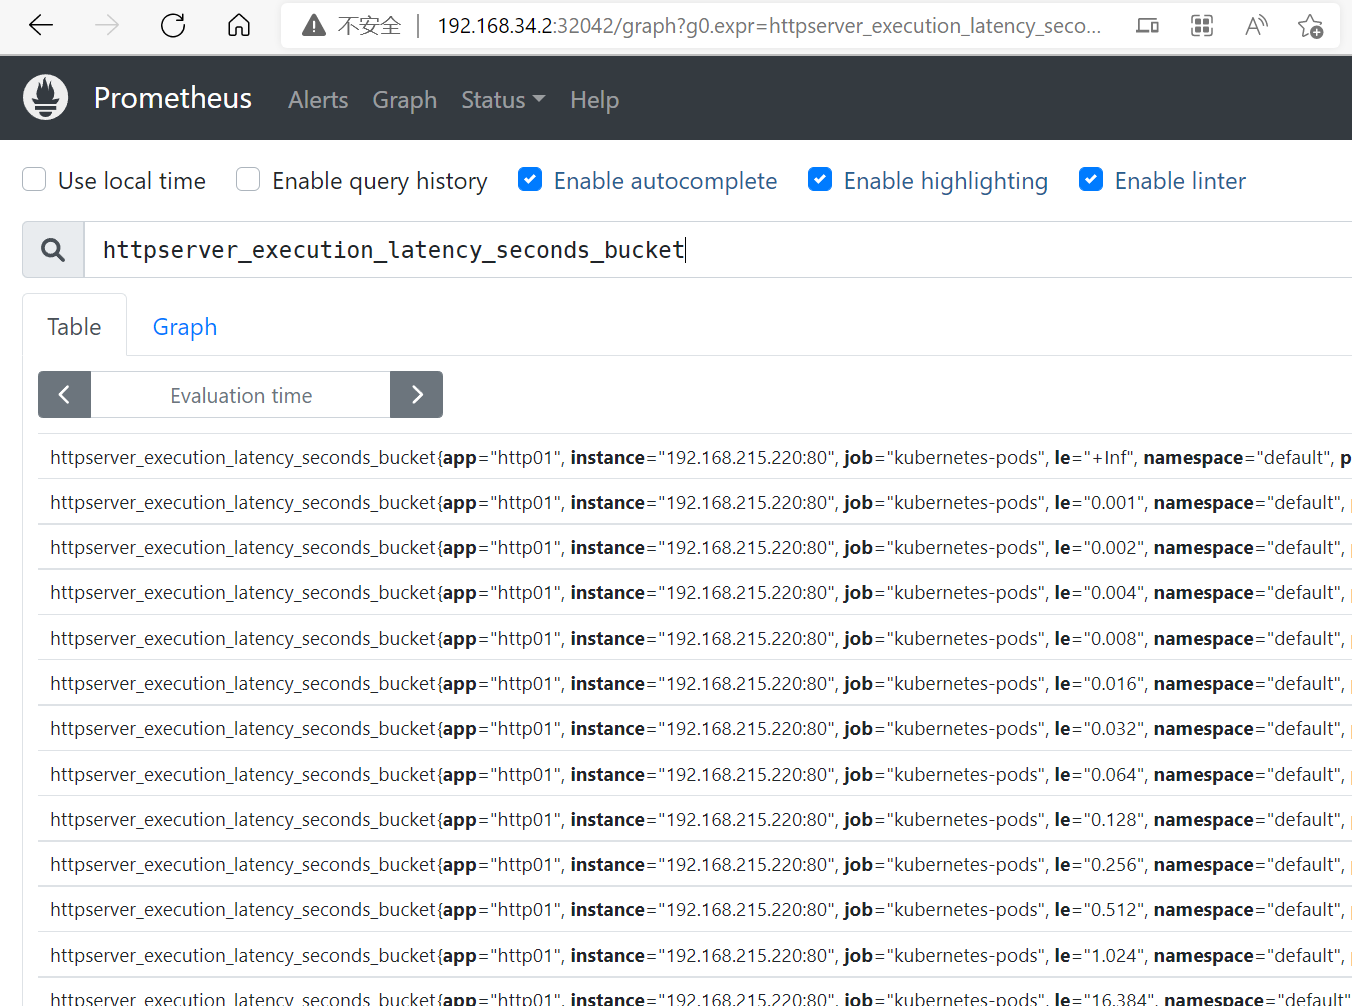 不安全 | 192.168.34.2:32042/graph?g0.expr=httpserver_execution_latency_seco...
Prometheus Alerts Graph Status Help
Use local time Enable query history Enable autocomplete Enable highlighting Enable linter
httpserver_execution_latency_seconds_bucket
Table Graph
Evaluation time
httpserver_execution_latency_seconds_bucket{app="http01", instance="192.168.215.220:80", job="kubernetes-pods", le="+Inf", namespace="default", p
httpserver_execution_latency_seconds_bucket{app="http01", instance="192.168.215.220:80", job="kubernetes-pods", le="0.001", namespace="default",
httpserver_execution_latency_seconds_bucket{app="http01", instance="192.168.215.220:80", job="kubernetes-pods", le="0.002", namespace="default",
httpserver_execution_latency_seconds_bucket{app="http01", instance="192.168.215.220:80", job="kubernetes-pods", le="0.004", namespace="default",
httpserver_execution_latency_seconds_bucket{app="http01", instance="192.168.215.220:80", job="kubernetes-pods", le="0.008", namespace="default",
httpserver_execution_latency_seconds_bucket{app="http01", instance="192.168.215.220:80", job="kubernetes-pods", le="0.016", namespace="default",
httpserver_execution_latency_seconds_bucket{app="http01", instance="192.168.215.220:80", job="kubernetes-pods", le="0.032", namespace="default",
httpserver_execution_latency_seconds_bucket{app="http01", instance="192.168.215.220:80", job="kubernetes-pods", le="0.064", namespace="default",
httpserver_execution_latency_seconds_bucket{app="http01", instance="192.168.215.220:80", job="kubernetes-pods", le="0.128", namespace="default",
httpserver_execution_latency_seconds_bucket{app="http01", instance="192.168.215.220:80", job="kubernetes-pods", le="0.256", namespace="default",
httpserver_execution_latency_seconds_bucket{app="http01", instance="192.168.215.220:80", job="kubernetes-pods", le="0.512", namespace="default",
httpserver_execution_latency_seconds_bucket{app="http01", instance="192.168.215.220:80", job="kubernetes-pods", le="1.024", namespace="default",
httpserver_execution_latency_seconds_bucket{app="http01", instance="192.168.215.220:80", job="kubernetes-pods", le="16.384", namespace="default"